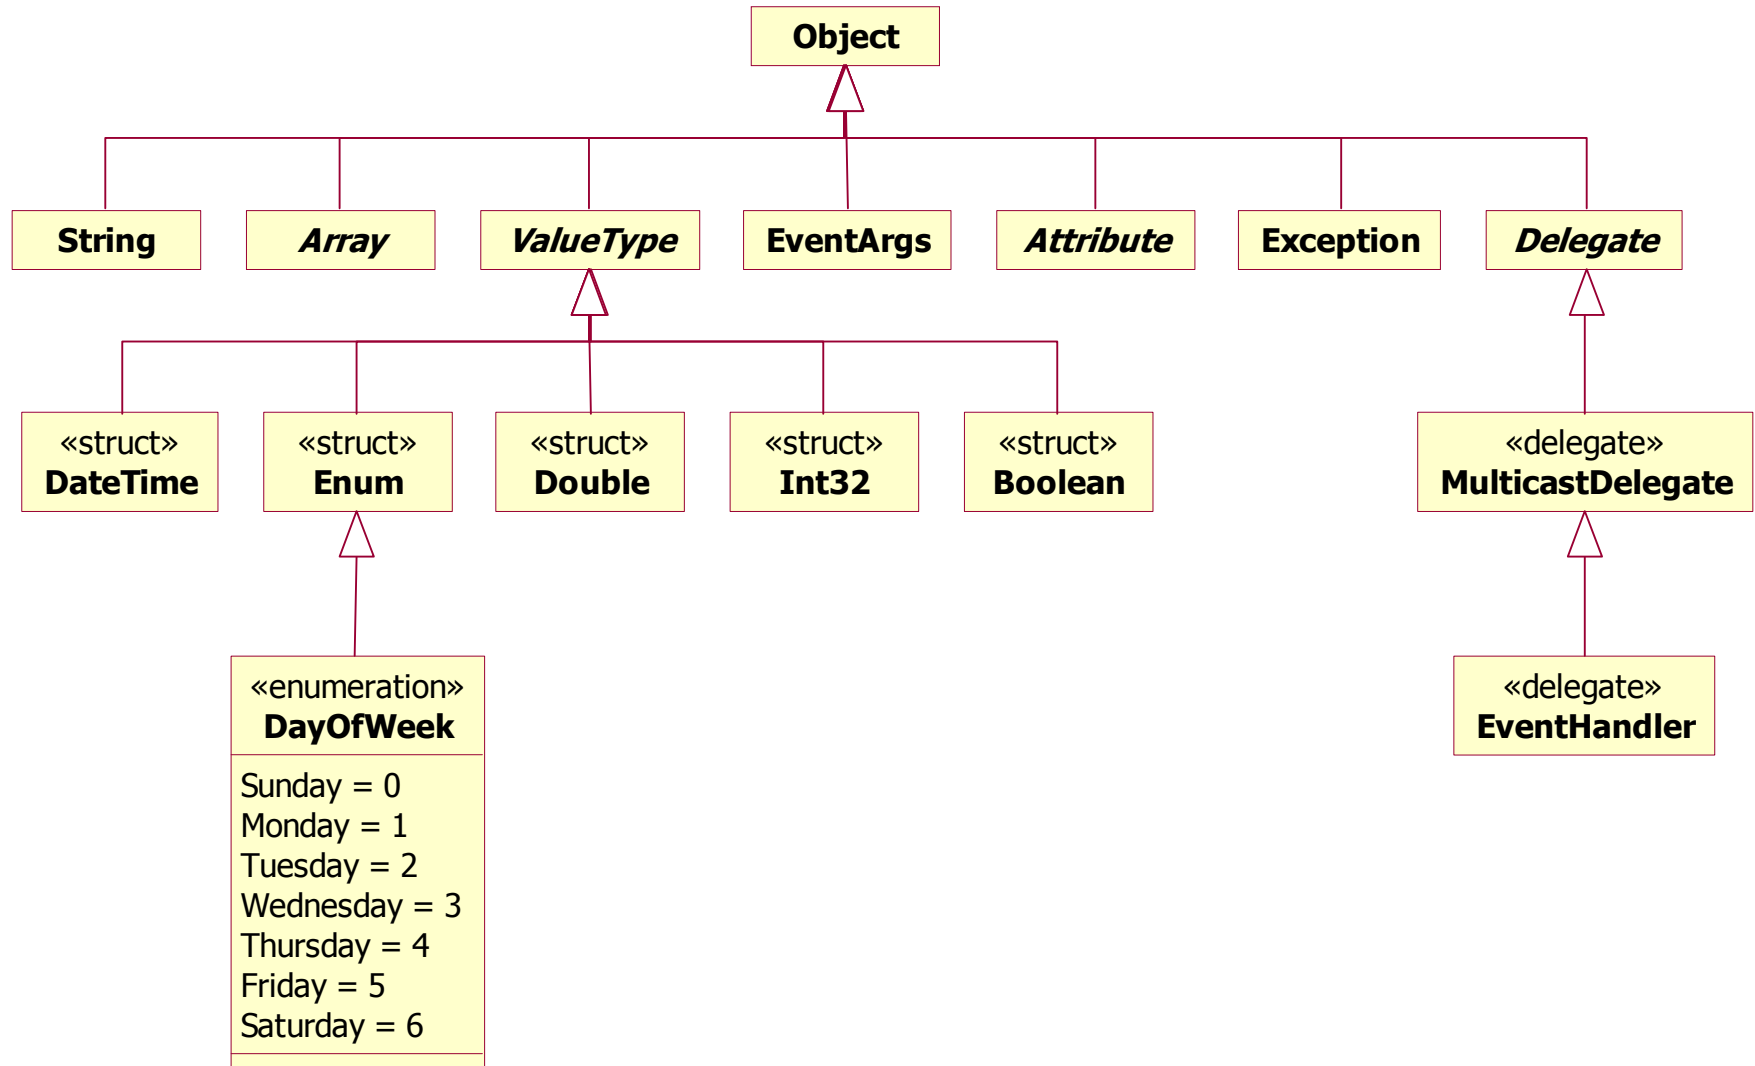 Object
String
Array
ValueType
EventArgs
Attribute
Exception
Delegate
«struct»
DateTime
«struct»
Enum
«struct»
Double
«struct»
Int32
«struct»
Boolean
«delegate»
MulticastDelegate
«enumeration»
DayOfWeek
Sunday = 0
Monday = 1
Tuesday = 2
Wednesday = 3
Thursday = 4
Friday = 5
Saturday = 6
«delegate»
EventHandler